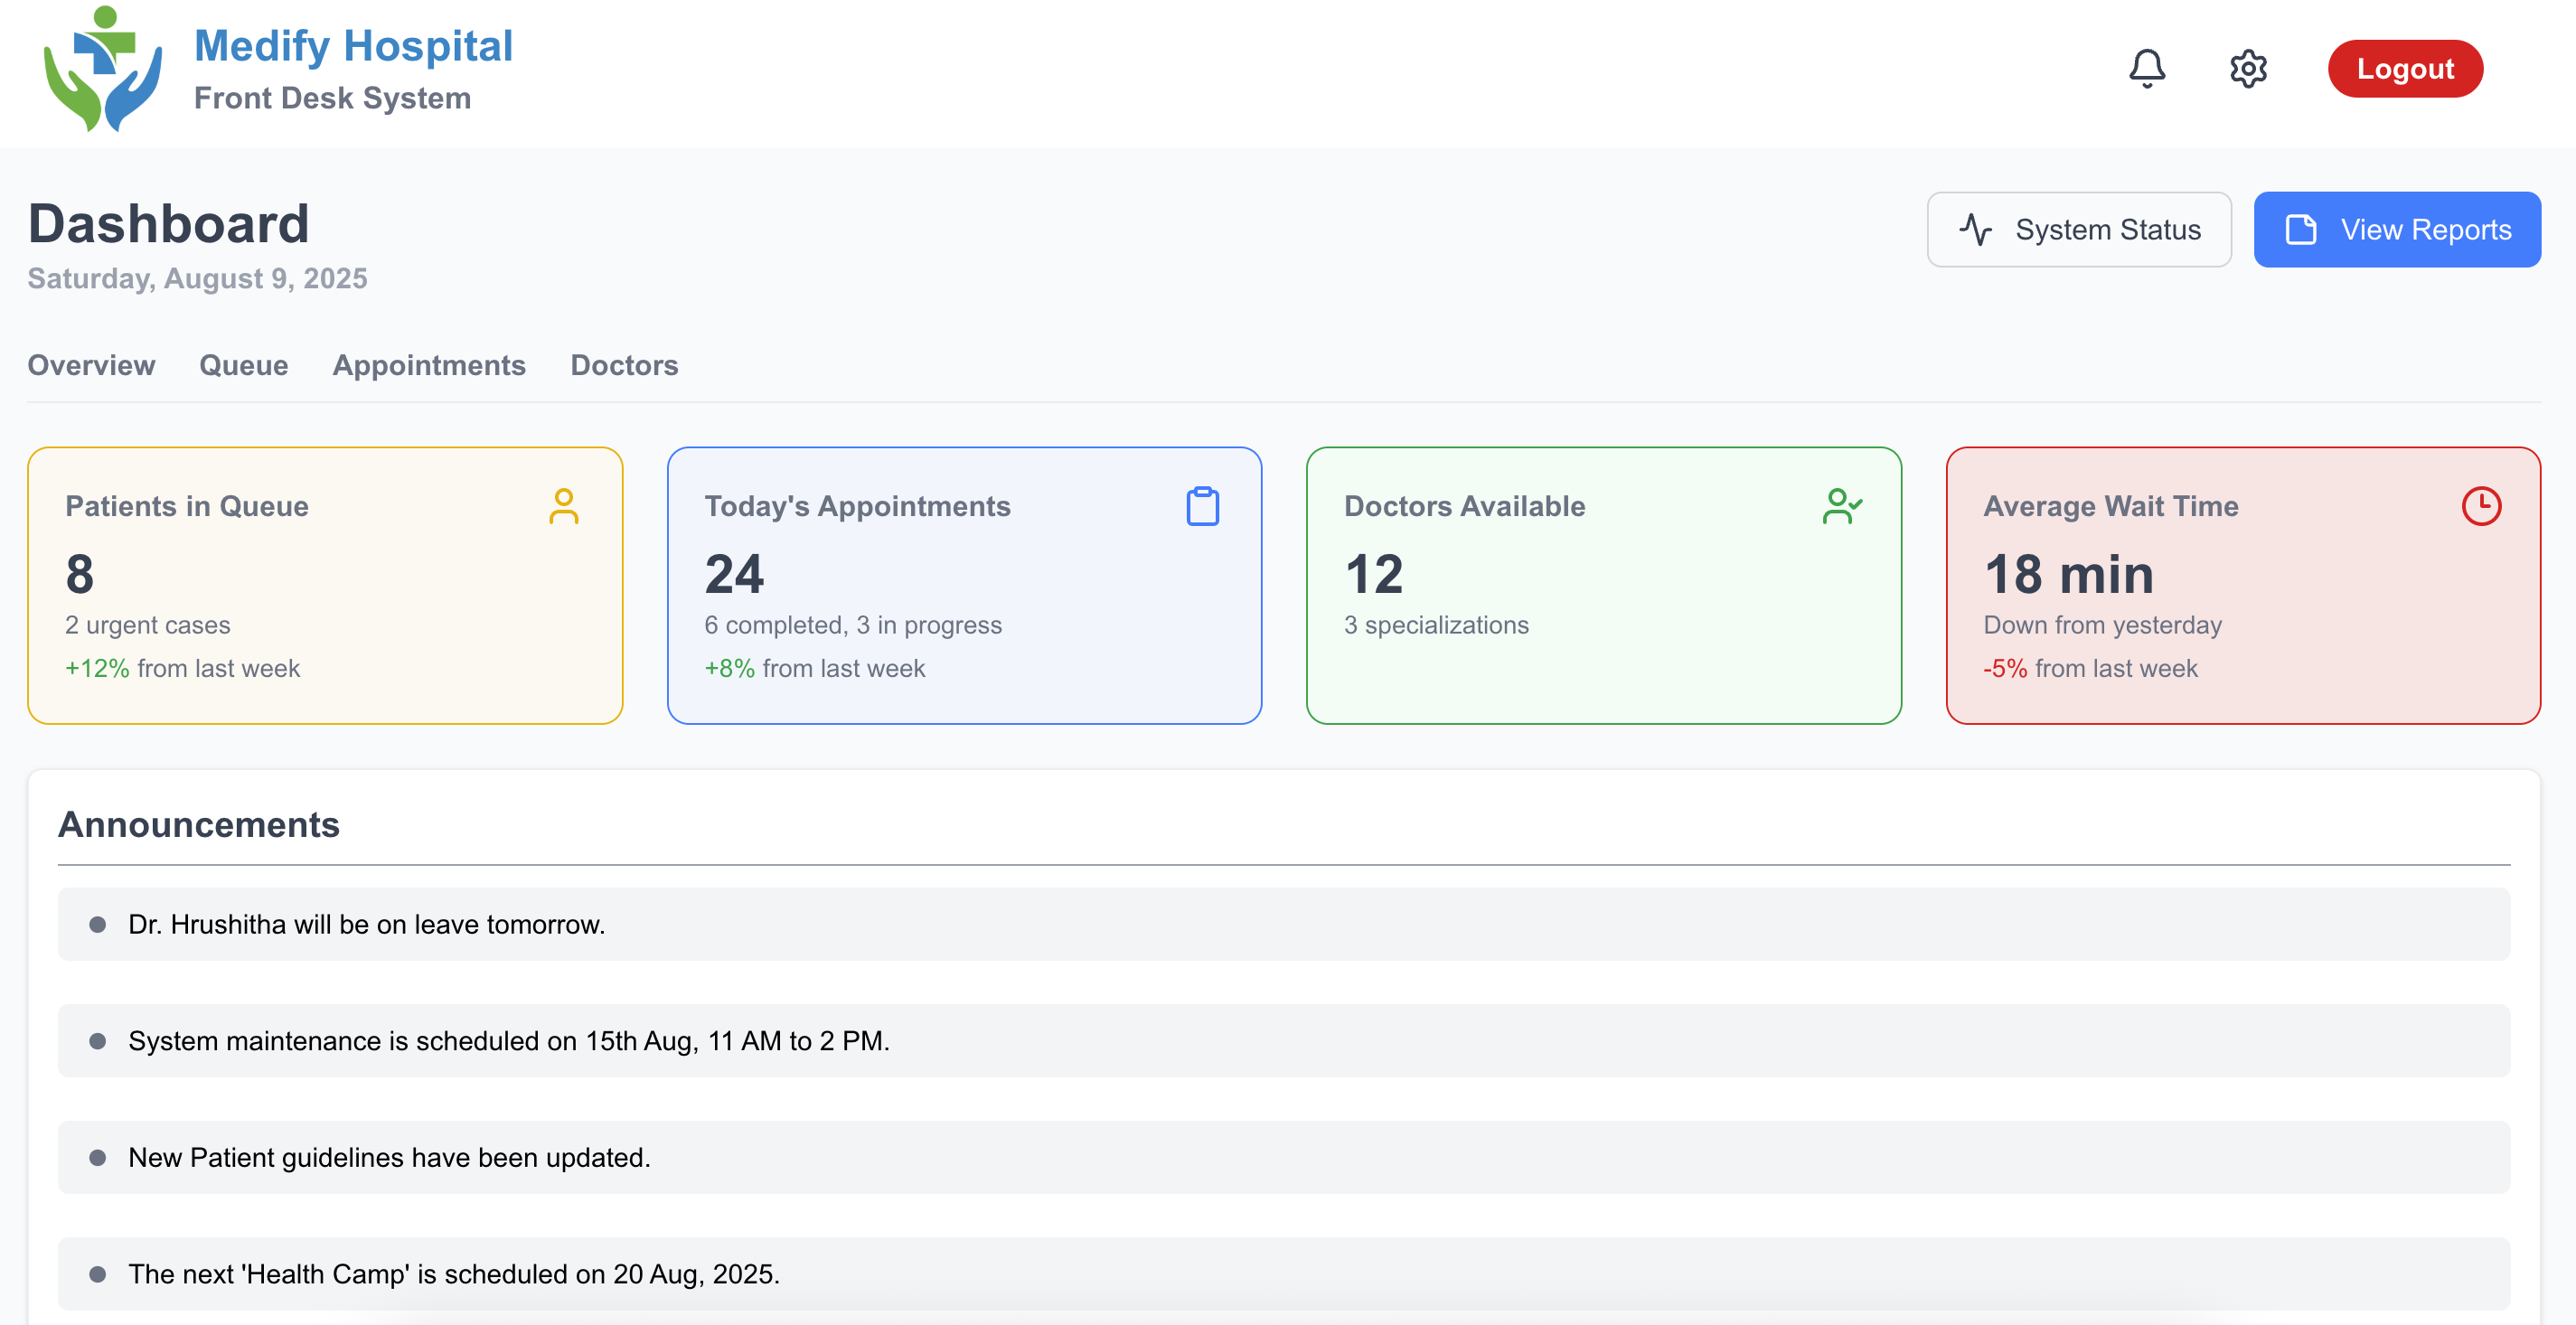 Medify Hospital
Front Desk System
Logout
Dashboard
Saturday, August 9, 2025
System Status
View Reports
Overview Queue Appointments Doctors
Patients in Queue
8
2 urgent cases
+12% from last week
Today's Appointments
24
6 completed, 3 in progress
+8% from last week
Doctors Available
12
3 specializations
Average Wait Time
18 min
Down from yesterday
-5% from last week
Announcements
Dr. Hrushitha will be on leave tomorrow.
System maintenance is scheduled on 15th Aug, 11 AM to 2 PM.
New Patient guidelines have been updated.
The next 'Health Camp' is scheduled on 20 Aug, 2025.